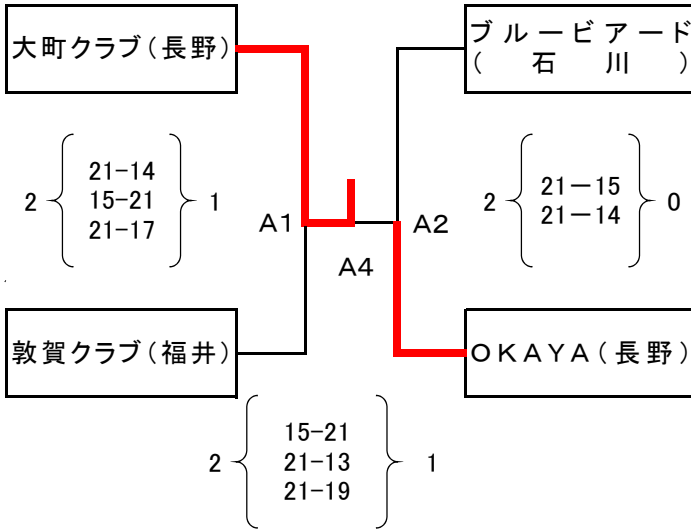 大町クラブ(長野)
ブルービアード
(石川)
2
21-14
15-21
21-17
1
2
21-15
21-14
0
A1
A2
A4
敦賀クラブ(福井)
OKAYA(長野)
2
15-21
21-13
21-19
1